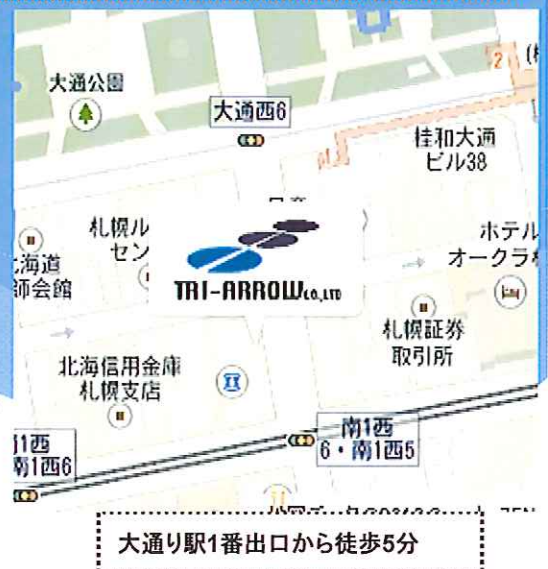 大通公園
大通西6
2
桂和大通
ビル38
札幌ル
セン
TRI-ARROW CO.,LTD
ホテル
オークラ
北海道
師会館
札幌証券
取引所
北海信用金庫
札幌支店
南1西
6・南1西5
南1西6
大通り駅1番出口から徒歩5分